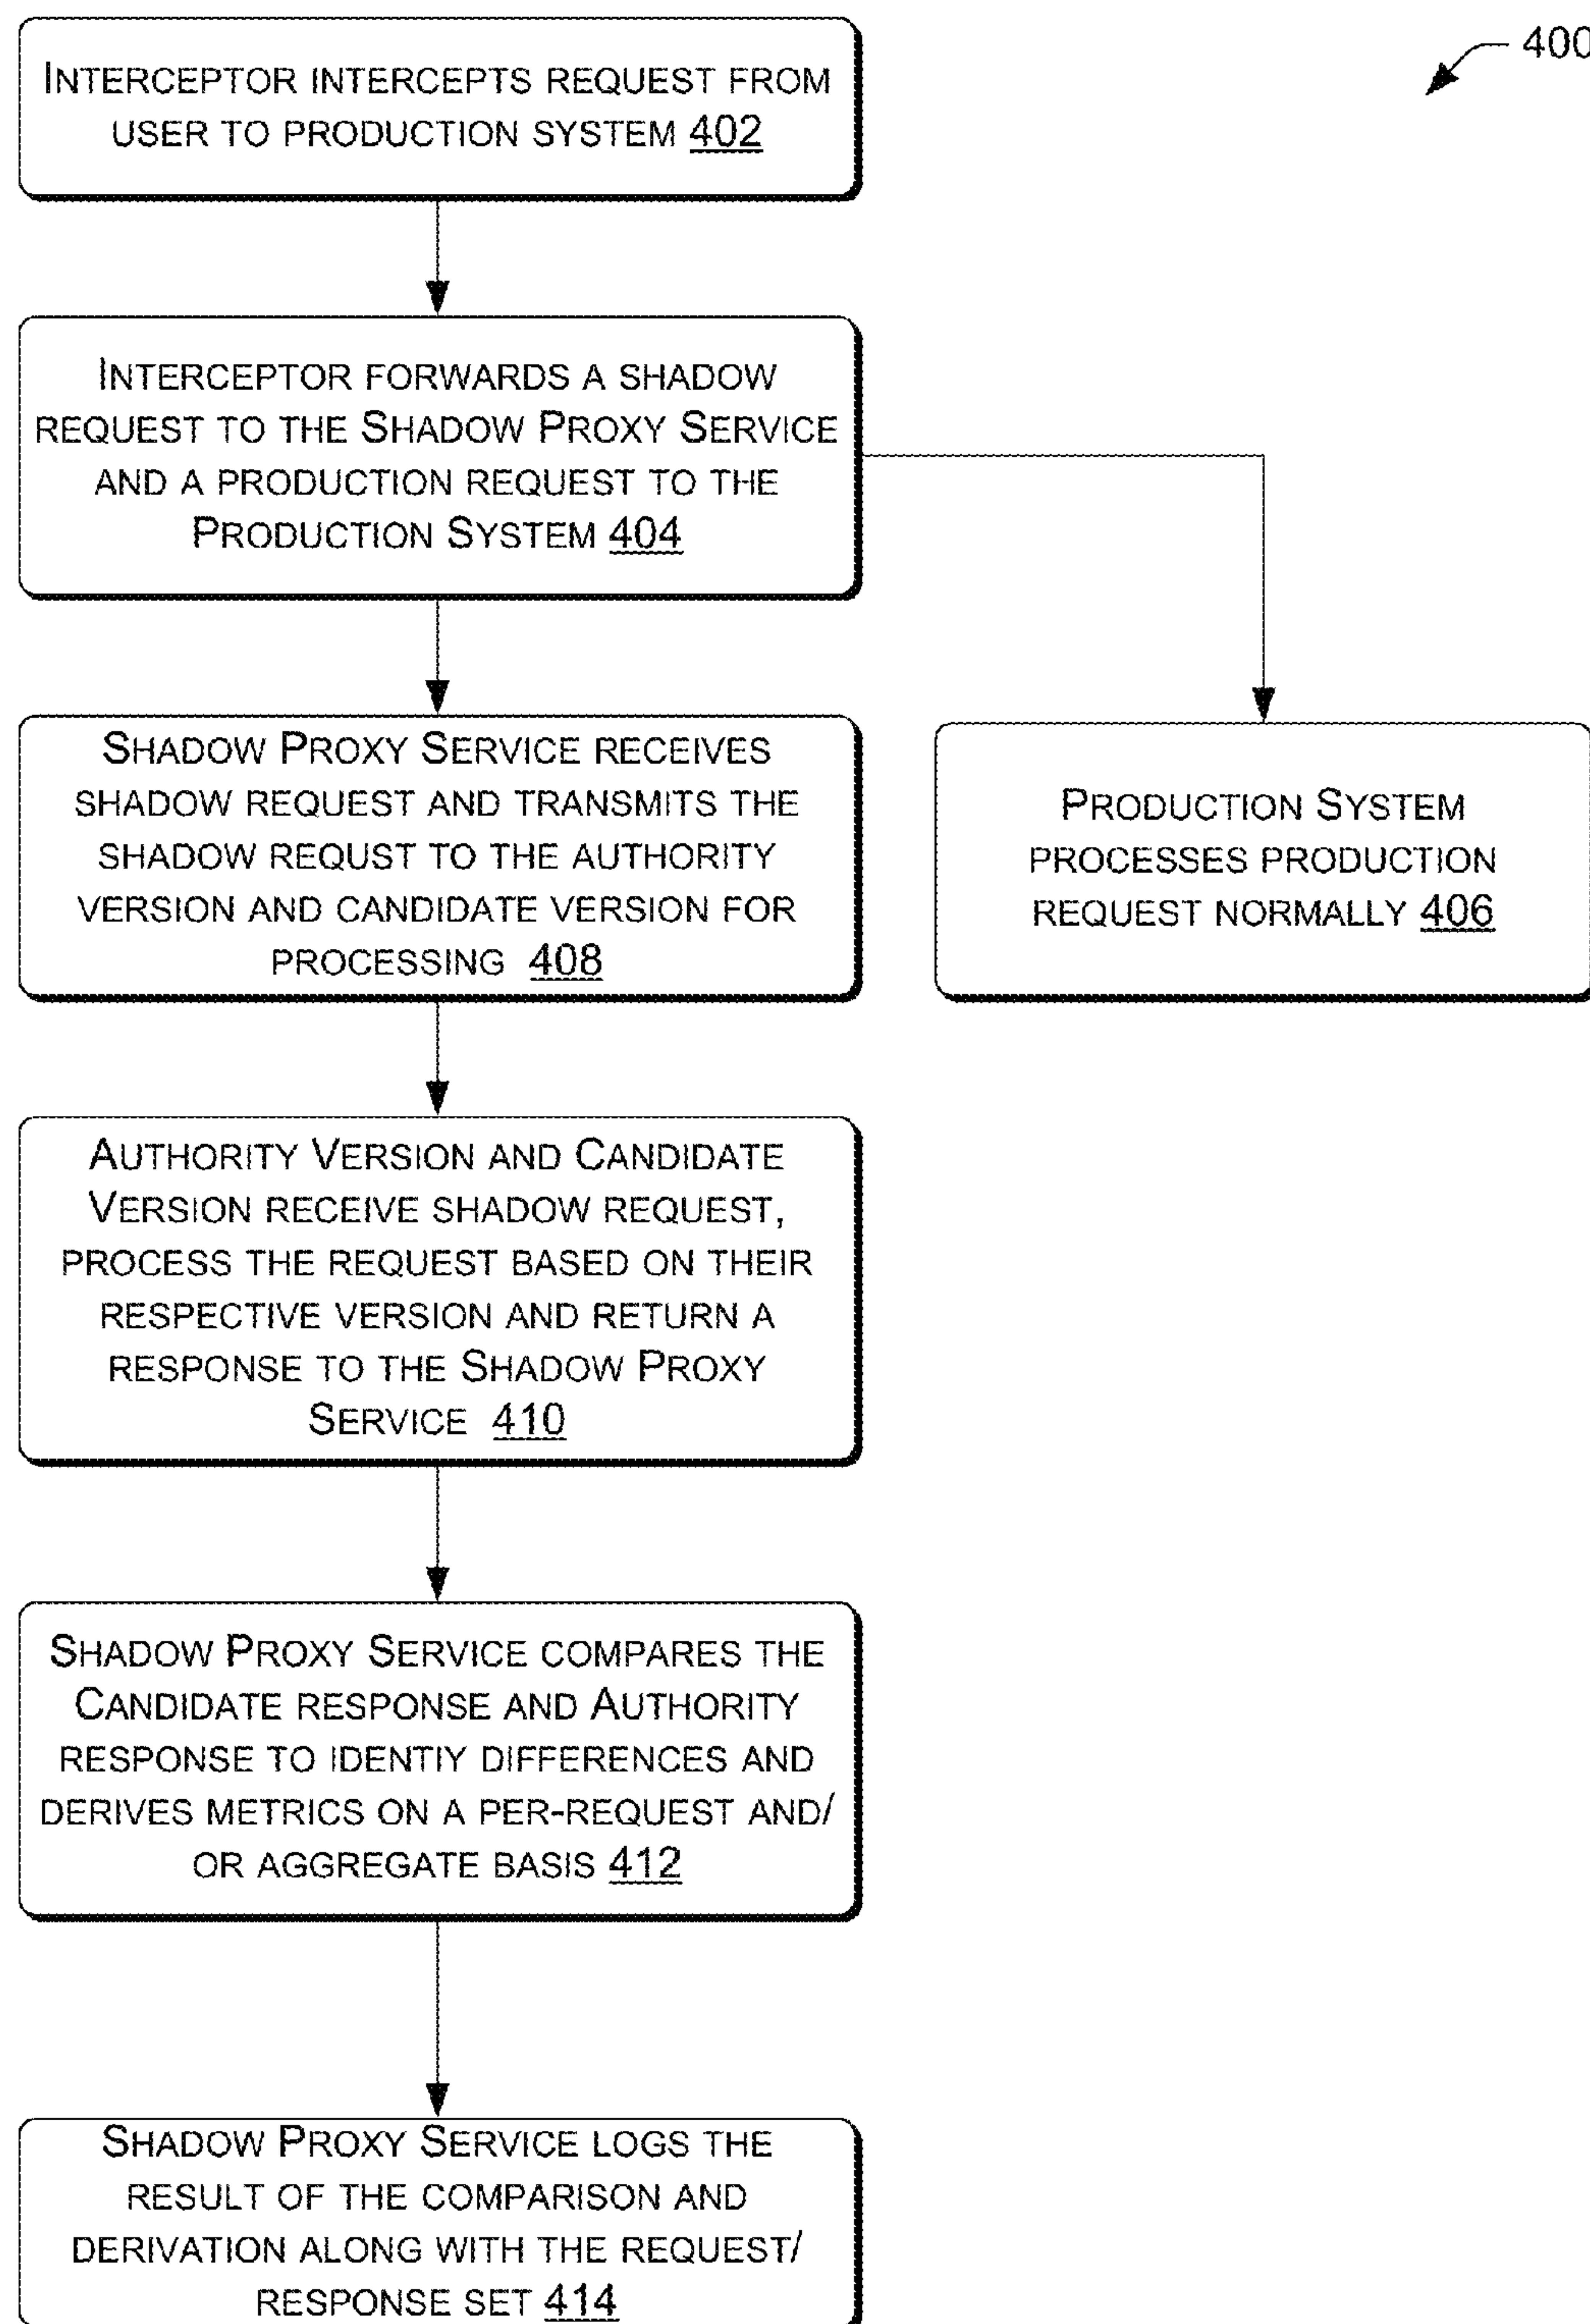 400
INTERCEPTOR INTERCEPTS REQUEST FROM
USER TO PRODUCTION SYSTEM 402
INTERCEPTOR FORWARDS A SHADOW
REQUEST TO THE SHADOW PROXY SERVICE
AND A PRODUCTION REQUEST TO THE
PRODUCTION SYSTEM 404
SHADOW PROXY SERVICE RECEIVES
SHADOW REQUEST AND TRANSMITS THE
SHADOW REQUST TO THE AUTHORITY
VERSION AND CANDIDATE VERSION FOR
PROCESSING 408
PRODUCTION SYSTEM
PROCESSES PRODUCTION
REQUEST NORMALLY 406
AUTHORITY VERSION AND CANDIDATE
VERSION RECEIVE SHADOW REQUEST,
PROCESS THE REQUEST BASED ON THEIR
RESPECTIVE VERSION AND RETURN A
RESPONSE TO THE SHADOW PROXY
SERVICE 410
SHADOW PROXY SERVICE COMPARES THE
CANDIDATE RESPONSE AND AUTHORITY
RESPONSE TO IDENTIY DIFFERENCES AND
DERIVES METRICS ON A PER-REQUEST AND/
OR AGGREGATE BASIS 412
SHADOW PROXY SERVICE LOGS THE
RESULT OF THE COMPARISON AND
DERIVATION ALONG WITH THE REQUEST/
RESPONSE SET 414